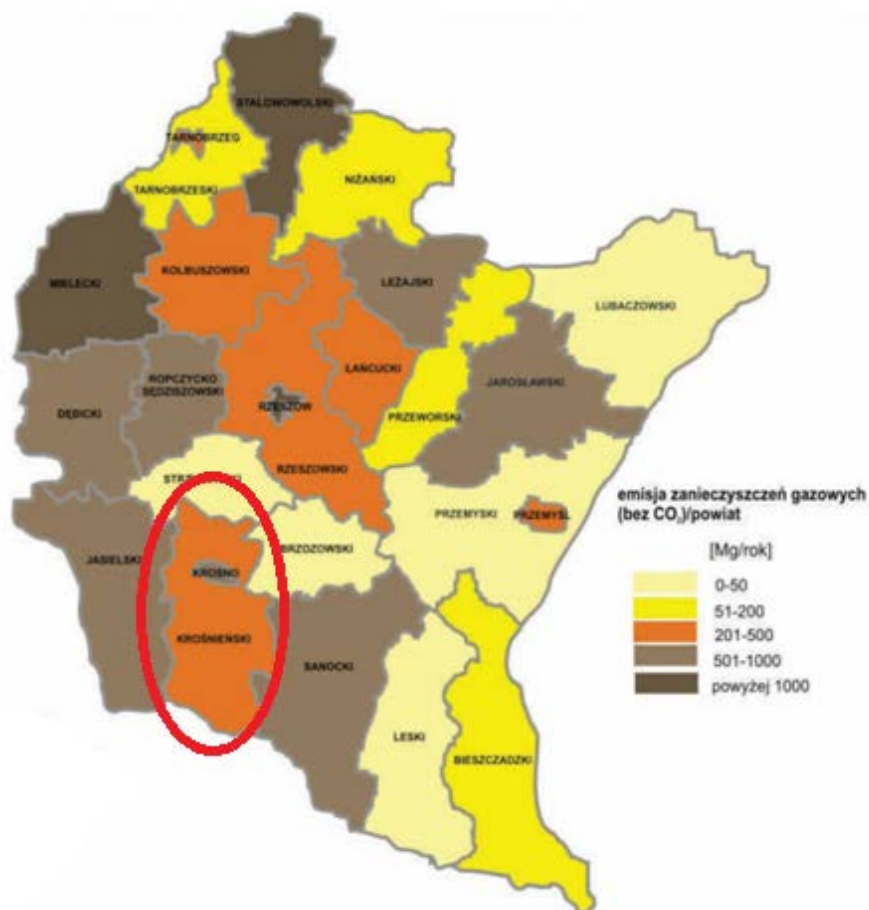 STALOWOWOLSKI
TARNOBRZEG
TARNOBRZESKI
NIŻAŃSKI
MIELECKI
KOLBUSZOWSKI
LEŻAJSKI
LUBACZOWSKI
ROPCZYCKO
SĘDZISZOWSKI
ŁAŃCUCKI
JAROSŁAWSKI
DĘBICKI
RZESZÓW
PRZEWORSKI
RZESZOWSKI
PRZEMYSKI
PRZEMYŚL
JASIELSKI
BRZOZOWSKI
KROSNO
KROŚNIEŃSKI
SANOCKI
LESKI
BIESZCZADZKI
emisja zanieczyszczeń gazowych
(bez CO₂)/powiat
[Mg/rok]
0-50
51-200
201-500
501-1000
powyżej 1000